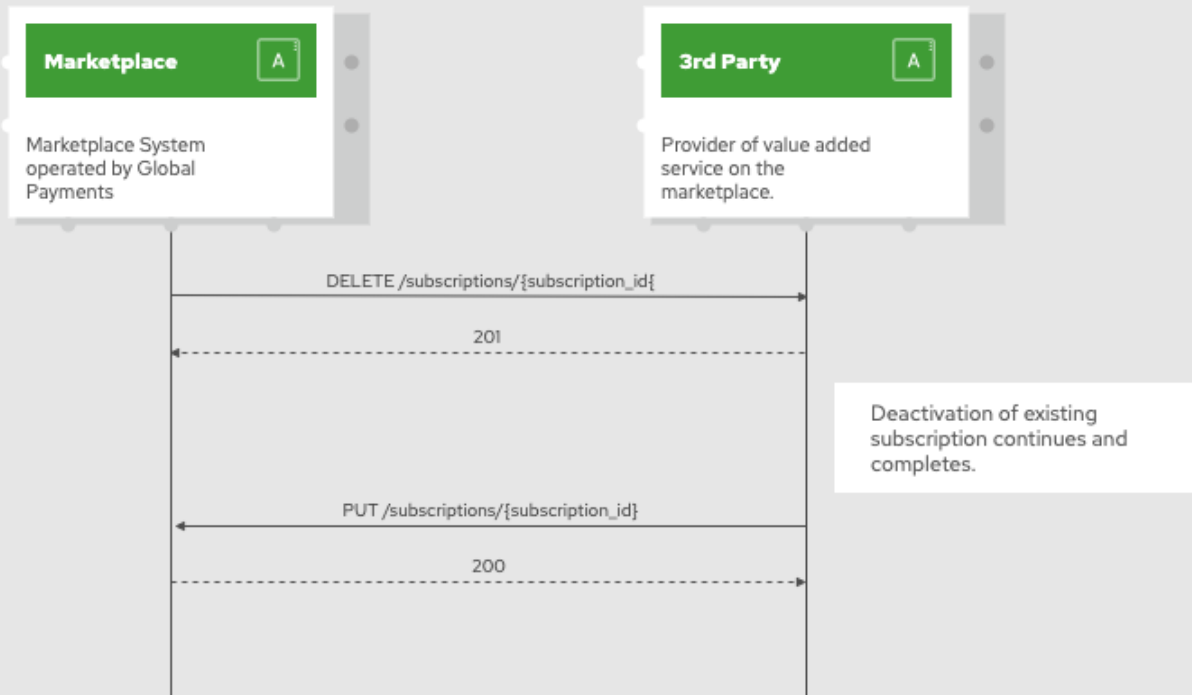 Marketplace
A
3rd Party
A
Marketplace System
operated by Global
Payments
Provider of value added
service on the
marketplace.
DELETE /subscriptions/{subscription_id{
201
Deactivation of existing
subscription continues and
completes.
PUT /subscriptions/{subscription_id}
200